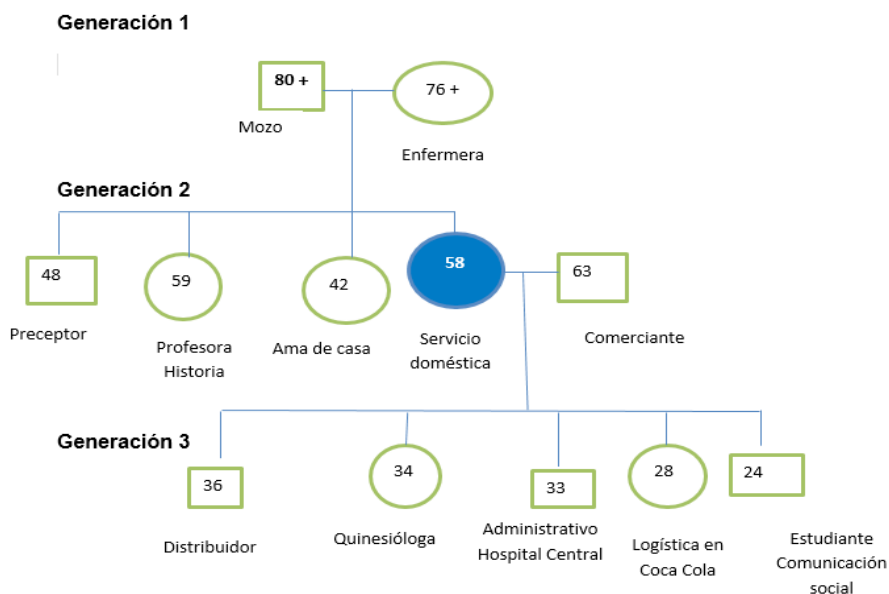 Generación 1
80 +
76 +
Mozo
Enfermera
Generación 2
48
59
42
58
63
Preceptor
Profesora
Historia
Ama de casa
Servicio
doméstica
Comerciante
Generación 3
36
34
33
28
24
Distribuidor
Quinesióloga
Administrativo
Hospital Central
Logística en
Coca Cola
Estudiante
Comunicación
social